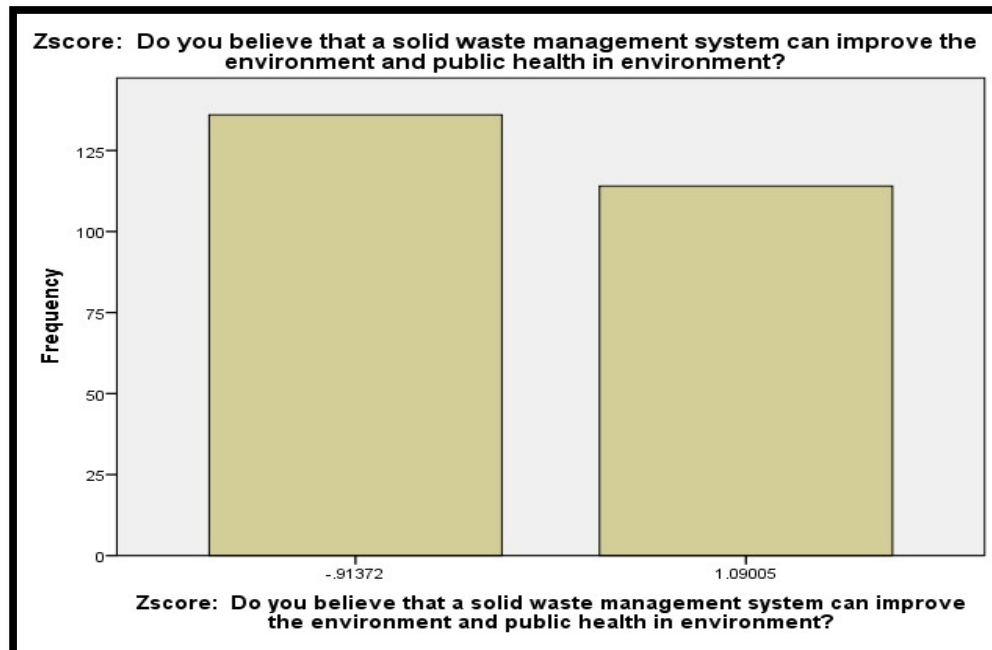 Zscore: Do you believe that a solid waste management system can improve the
environment and public health in environment?
Frequency
125
100
75
50
25
0
-.91372
1.09005
Zscore: Do you believe that a solid waste management system can improve
the environment and public health in environment?